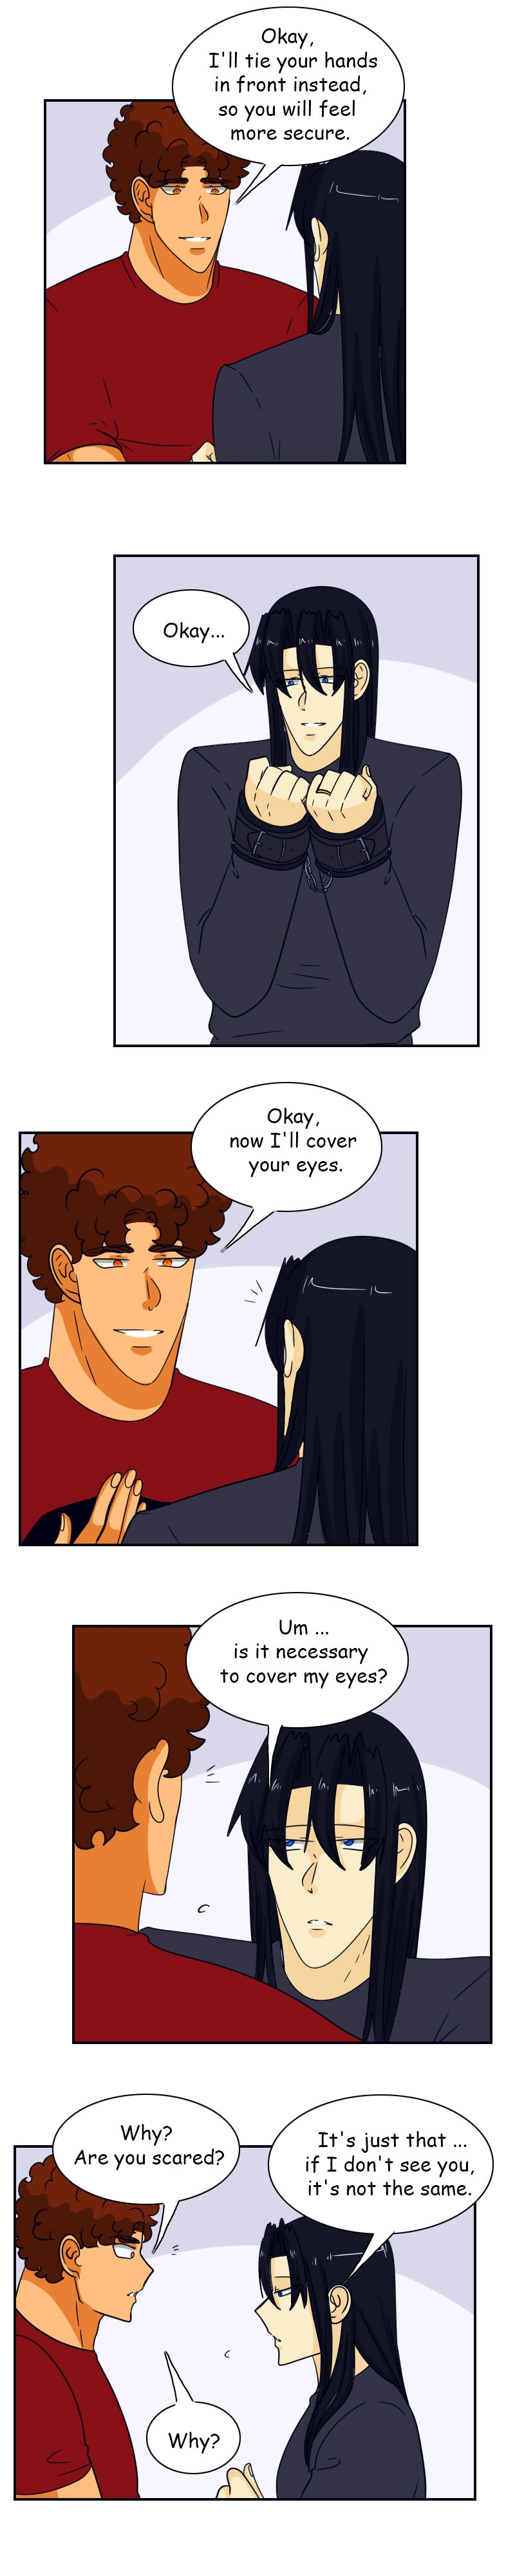 Okay,
I'll tie your hands
in front instead,
so you will feel
more secure.
Okay...
Okay,
now I'll cover
your eyes.
Um ...
is it necessary
to cover my eyes?
Why?
Are you scared?
It's just that ...
if I don't see you,
it's not the same.
Why?